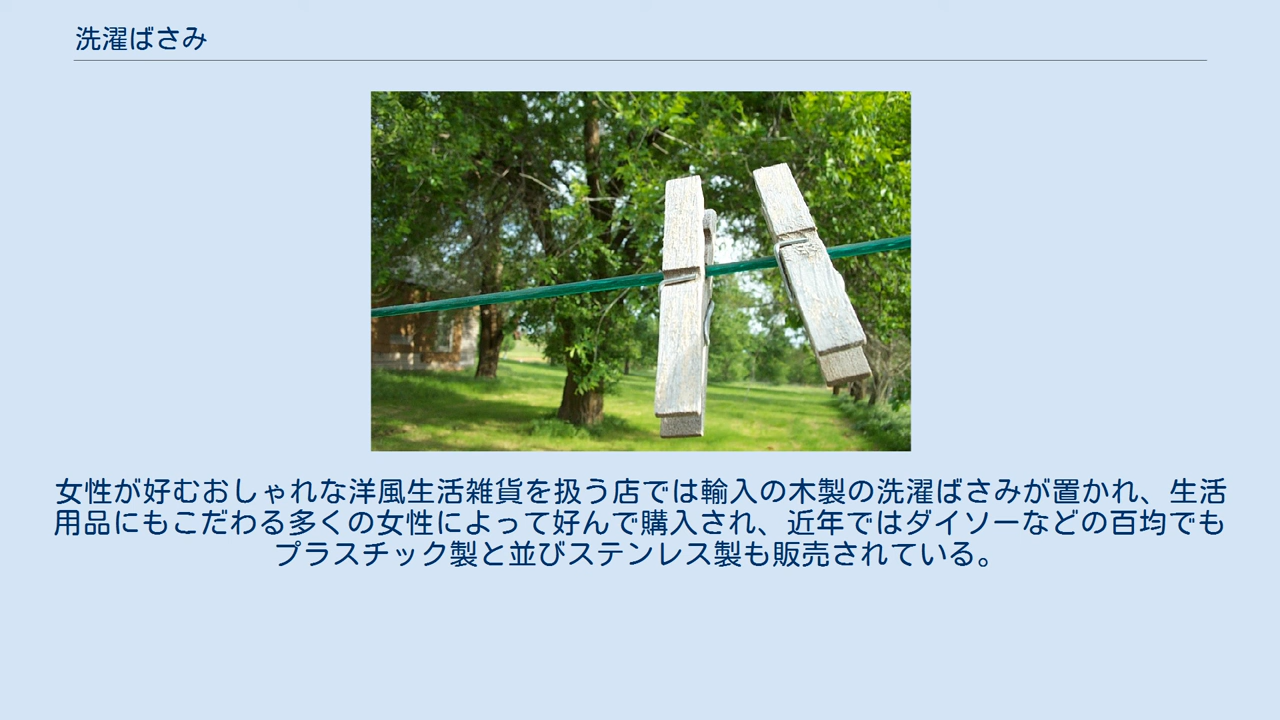 洗濯ばさみ
女性が好むおしゃれな洋風生活雑貨を扱う店では輸入の木製の洗濯ばさみが置かれ、生活
用品にもこだわる多くの女性によって好んで購入され、近年ではダイソーなどの百均でも
プラスチック製と並びステンレス製も販売されている。